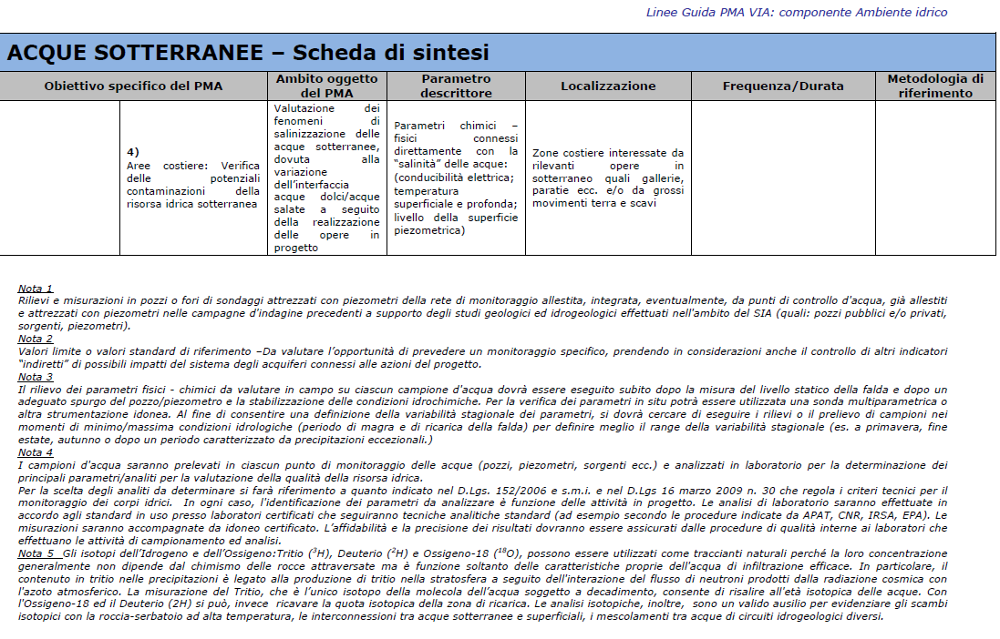 Linee Guida PMA VIA: componente Ambiente idrico
ACQUE SOTTERRANEE – Scheda di sintesi
Obiettivo specifico del PMA
Ambito oggetto
del PMA
Parametro
descrittore
Localizzazione
Frequenza/Durata
Metodologia di
riferimento
4)
Aree costiere: Verifica
delle potenziali
contaminazioni della
risorsa idrica sotterranea
Valutazione dei
fenomeni di
salinizzazione delle
acque sotterranee,
dovuta alla
variazione
dell’interfaccia
acque dolci/acque
salate a seguito
della realizzazione
delle opere in
progetto
Parametri chimici –
fisici connessi
direttamente con la
“salinità” delle acque:
(conducibilità elettrica;
temperatura
superficiale e profonda;
livello della superficie
piezometrica)
Zone costiere interessate da
rilevanti opere in
sotterraneo quali gallerie,
paratie ecc. e/o da grossi
movimenti terra e scavi
Nota 1
Rilievi e misurazioni in pozzi o fori di sondaggi attrezzati con piezometri della rete di monitoraggio allestita, integrata, eventualmente, da punti di controllo d'acqua, già allestiti
e attrezzati con piezometri nelle campagne d'indagine precedenti a supporto degli studi geologici ed idrogeologici effettuati nell'ambito del SIA (quali: pozzi pubblici e/o privati,
sorgenti, piezometri).
Nota 2
Valori limite o valori standard di riferimento –Da valutare l’opportunità di prevedere un monitoraggio specifico, prendendo in considerazioni anche il controllo di altri indicatori
“indiretti” di possibili impatti del sistema degli acquiferi connessi alle azioni del progetto.
Nota 3
Il rilievo dei parametri fisici - chimici da valutare in campo su ciascun campione d'acqua dovrà essere eseguito subito dopo la misura del livello statico della falda e dopo un
adeguato spurgo del pozzo/piezometro e la stabilizzazione delle condizioni idrochimiche. Per la verifica dei parametri in situ potrà essere utilizzata una sonda multiparametrica o
altra strumentazione idonea. Al fine di consentire una definizione della variabilità stagionale dei parametri, si dovrà cercare di eseguire i rilievi o il prelievo di campioni nei
momenti di minimo/massima condizioni idrologiche (periodo di magra e di ricarica della falda) per definire meglio il range della variabilità stagionale (es. a primavera, fine
estate, autunno o dopo un periodo caratterizzato da precipitazioni eccezionali.)
Nota 4
I campioni d'acqua saranno prelevati in ciascun punto di monitoraggio delle acque (pozzi, piezometri, sorgenti ecc.) e analizzati in laboratorio per la determinazione dei
principali parametri/analiti per la valutazione della qualità della risorsa idrica.
Per la scelta degli analiti da determinare si farà riferimento a quanto indicato nel D.Lgs. 152/2006 e s.m.i. e nel D.Lgs 16 marzo 2009 n. 30 che regola i criteri tecnici per il
monitoraggio dei corpi idrici. In ogni caso, l'identificazione dei parametri da analizzare è funzione delle attività in progetto. Le analisi di laboratorio saranno effettuate in
accordo agli standard in uso presso laboratori certificati che seguiranno tecniche analitiche standard (ad esempio secondo le procedure indicate da APAT, CNR, IRSA, EPA). Le
misurazioni saranno accompagnate da idoneo certificato. L’affidabilità e la precisione dei risultati dovranno essere assicurati dalle procedure di qualità interne ai laboratori che
effettuano le attività di campionamento ed analisi.
Nota 5 Gli isotopi dell’Idrogeno e dell’Ossigeno:Tritio (³H), Deuterio (²H) e Ossigeno-18 (¹⁸O), possono essere utilizzati come traccianti naturali perché la loro concentrazione
generalmente non dipende dal chimismo delle rocce attraversate ma è funzione soltanto delle caratteristiche proprie dell'acqua di infiltrazione efficace. In particolare, il
contenuto in tritio nelle precipitazioni è legato alla produzione di tritio nella stratosfera a seguito dell'interazione del flusso di neutroni prodotti dalla radiazione cosmica con
l'azoto atmosferico. La misurazione del Tritio, che è l’unico isotopo della molecola dell’acqua soggetto a decadimento, consente di risalire all'età isotopica delle acque. Con
l'Ossigeno-18 ed il Deuterio (2H) si può, invece ricavare la quota isotopica della zona di ricarica. Le analisi isotopiche, inoltre, sono un valido ausilio per evidenziare gli scambi
isotopici con la roccia-serbatoio ad alta temperatura, le interconnessioni tra acque sotterranee e superficiali, i mescolamenti tra acque di circuiti idrogeologici diversi.